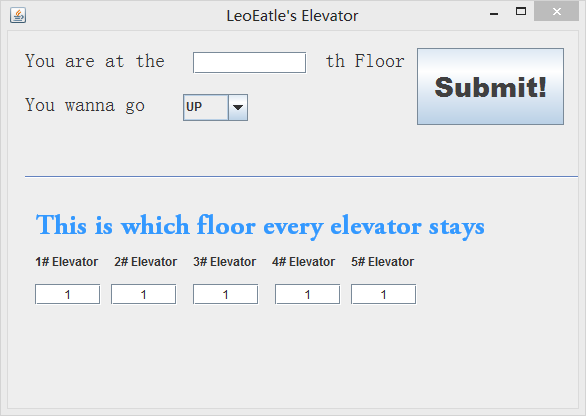 LeoEatle's Elevator
You are at the th Floor
Submit!
You wanna go UP
This is which floor every elevator stays
1# Elevator 2# Elevator 3# Elevator 4# Elevator 5# Elevator
1 1 1 1 1